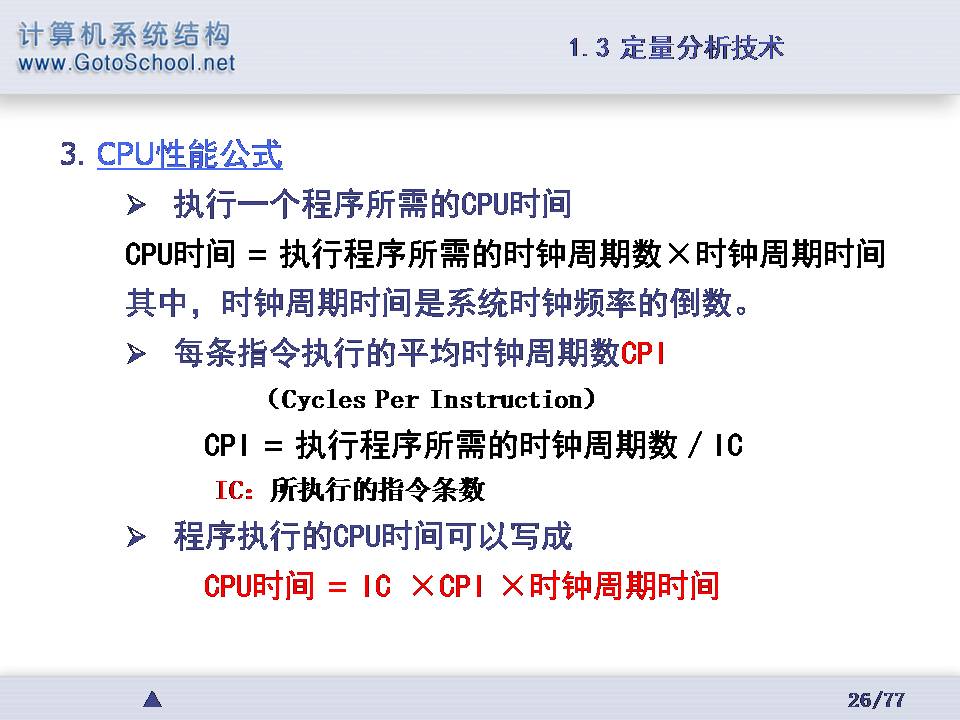 计算机系统结构
www.GotoSchool.net
1.3 定量分析技术
3. CPU性能公式
➢ 执行一个程序所需的CPU时间
CPU时间 = 执行程序所需的时钟周期数×时钟周期时间
其中，时钟周期时间是系统时钟频率的倒数。
➢ 每条指令执行的平均时钟周期数CPI
（Cycles Per Instruction）
CPI = 执行程序所需的时钟周期数／IC
IC：所执行的指令条数
➢ 程序执行的CPU时间可以写成
CPU时间 = IC ×CPI ×时钟周期时间
26/77